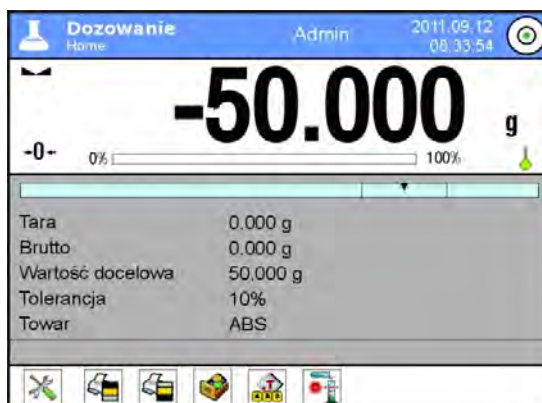 Dozowanie
Home
Admin
2011.09.12
08:33:54
-50.000 g
→0←
0% 100%
Tara 0.000 g
Brutto 0.000 g
Wartość docelowa 50.000 g
Tolerancja 10%
Towar ABS